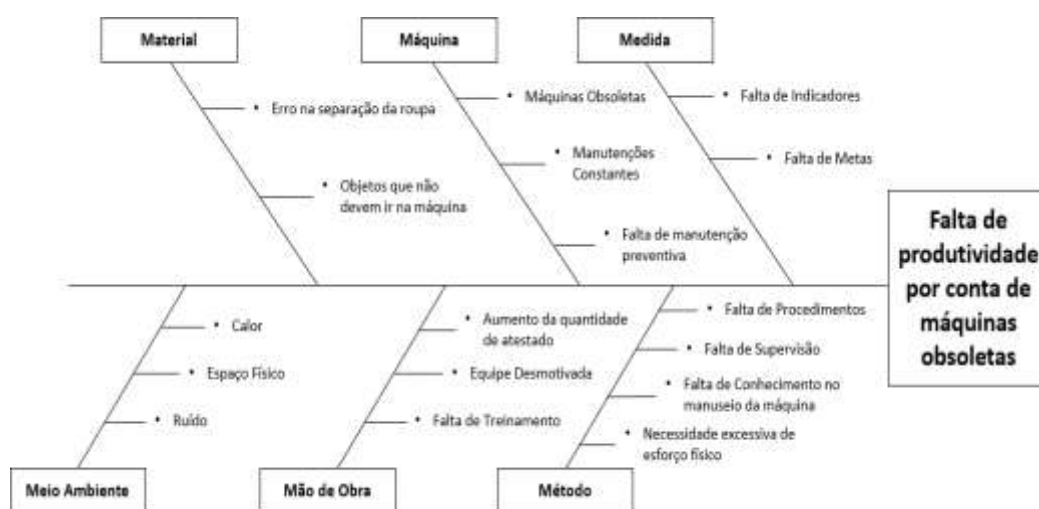 Material
Máquina
Medida
• Erro na separação da roupa
• Objetos que não
devem ir na máquina
• Máquinas Obsoletas
• Manutenções
Constantes
• Falta de manutenção
preventiva
• Falta de Indicadores
• Falta de Metas
Falta de
produtividade
por conta de
máquinas
obsoletas
• Calor
• Espaço Físico
• Ruído
• Aumento da quantidade
de atestado
• Equipe Desmotivada
• Falta de Treinamento
• Falta de Procedimentos
• Falta de Supervisão
• Falta de Conhecimento no
manuseio da máquina
• Necessidade excessiva de
esforço físico
Meio Ambiente
Mão de Obra
Método